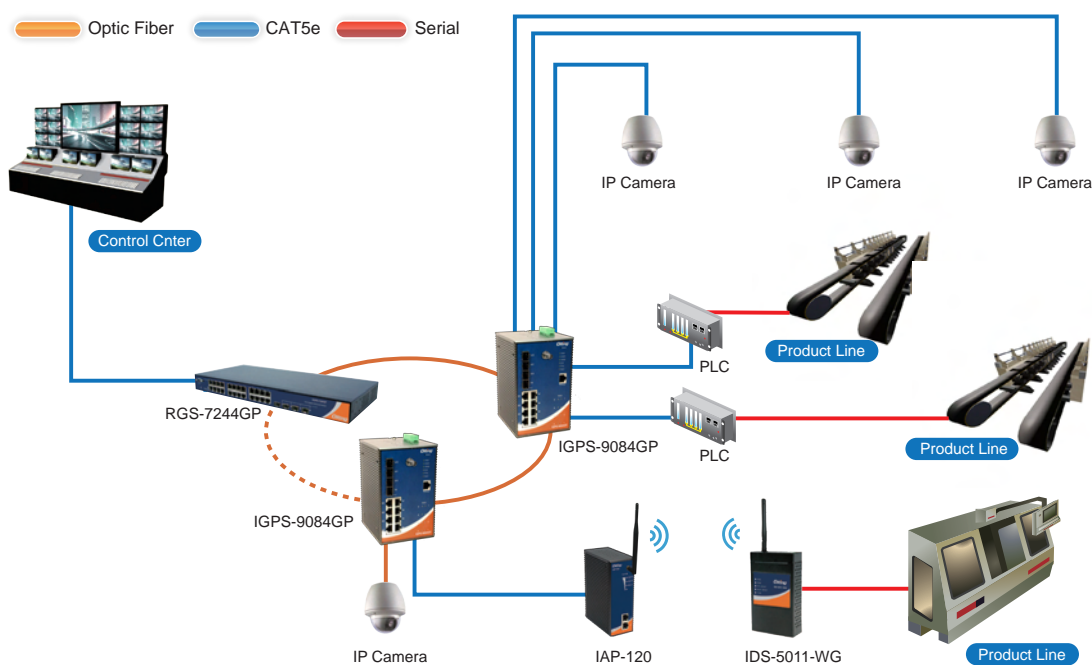 Optic Fiber
CAT5e
Serial
IP Camera
IP Camera
IP Camera
Control Cnter
PLC
Product Line
RGS-7244GP
IGPS-9084GP
PLC
Product Line
IGPS-9084GP
IP Camera
IAP-120
IDS-5011-WG
Product Line